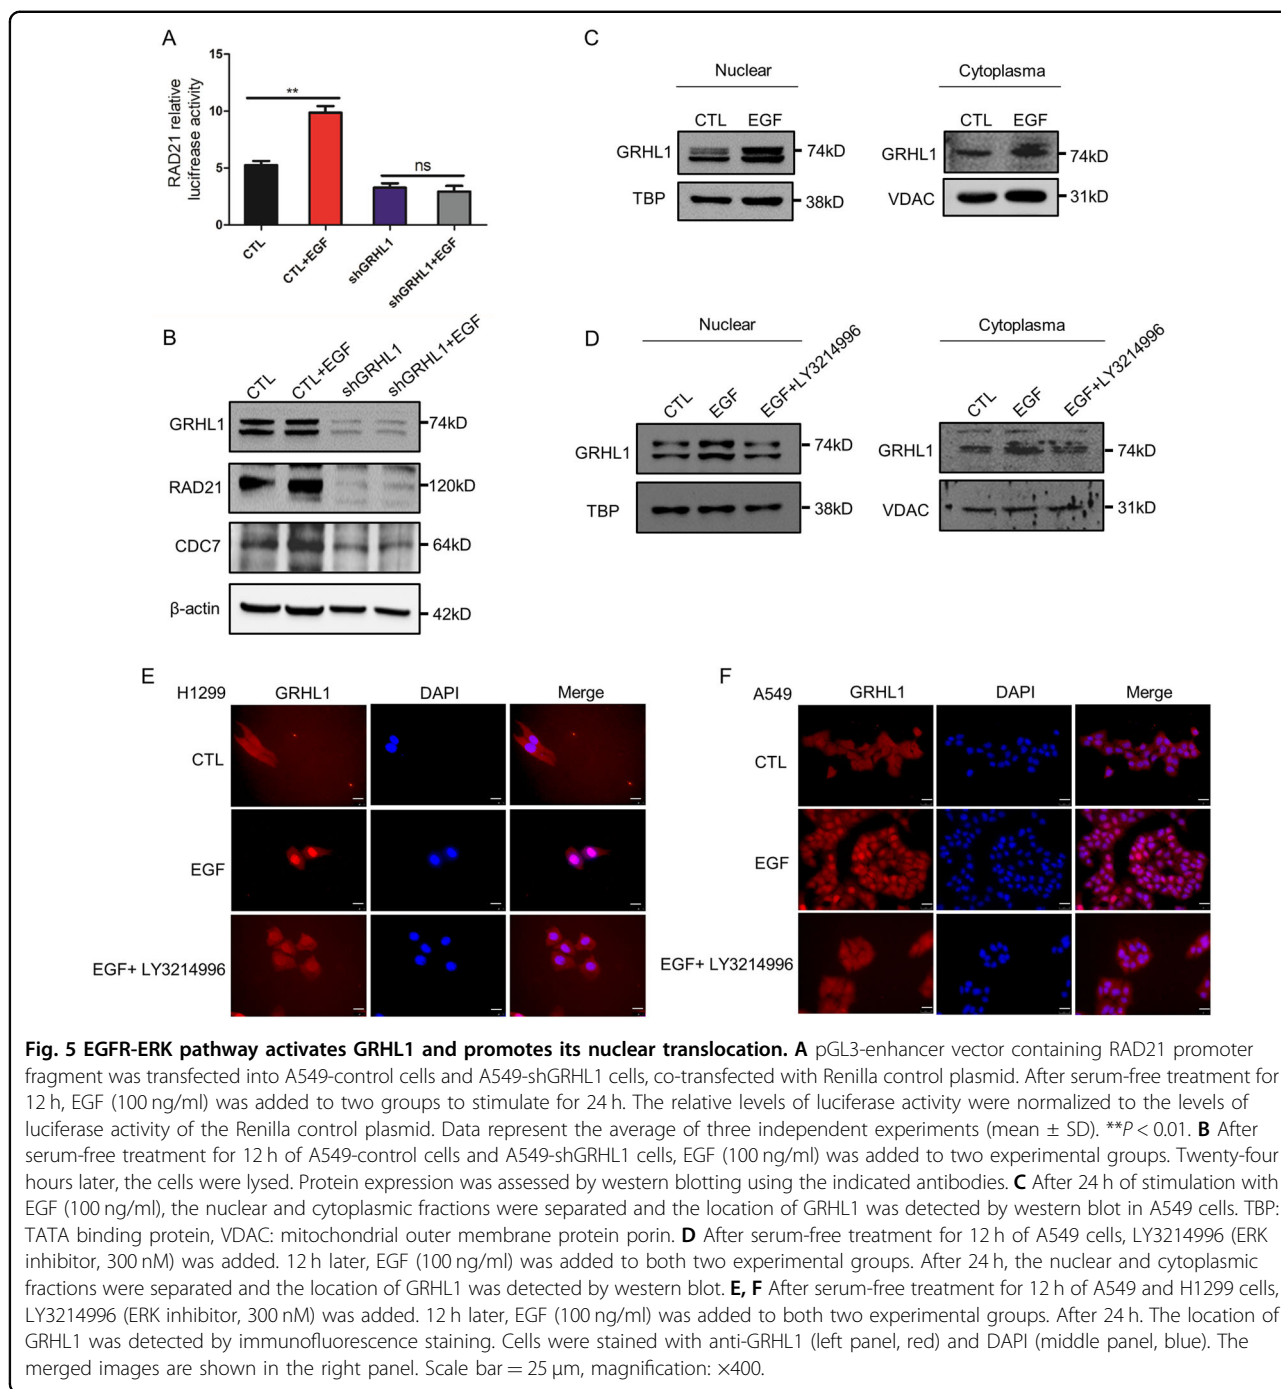 A
15
10
5
0
RAD21 relative
lucifrease activity
**
ns
CTL
CTL+EGF
shGRHL1
shGRHL1+EGF
B
CTL
CTL+EGF
shGRHL1
shGRHL1+EGF
GRHL1
74kD
RAD21
120kD
CDC7
64kD
β-actin
42kD
C
Nuclear
Cytoplasma
CTL EGF
CTL EGF
GRHL1
74kD
GRHL1
74kD
TBP
38kD
VDAC
31kD
D
Nuclear
Cytoplasma
CTL
EGF
EGF+LY3214996
CTL
EGF
EGF+LY3214996
GRHL1
74kD
GRHL1
74kD
TBP
38kD
VDAC
31kD
E
H1299 GRHL1 DAPI Merge
CTL
EGF
EGF+ LY3214996
F
A549 GRHL1 DAPI Merge
CTL
EGF
EGF+ LY3214996
Fig. 5 EGFR-ERK pathway activates GRHL1 and promotes its nuclear translocation. A pGL3-enhancer vector containing RAD21 promoter
fragment was transfected into A549-control cells and A549-shGRHL1 cells, co-transfected with Renilla control plasmid. After serum-free treatment for
12 h, EGF (100 ng/ml) was added to two groups to stimulate for 24 h. The relative levels of luciferase activity were normalized to the levels of
luciferase activity of the Renilla control plasmid. Data represent the average of three independent experiments (mean ± SD). **P < 0.01. B After
serum-free treatment for 12 h of A549-control cells and A549-shGRHL1 cells, EGF (100 ng/ml) was added to two experimental groups. Twenty-four
hours later, the cells were lysed. Protein expression was assessed by western blotting using the indicated antibodies. C After 24 h of stimulation with
EGF (100 ng/ml), the nuclear and cytoplasmic fractions were separated and the location of GRHL1 was detected by western blot in A549 cells. TBP:
TATA binding protein, VDAC: mitochondrial outer membrane protein porin. D After serum-free treatment for 12 h of A549 cells, LY3214996 (ERK
inhibitor, 300 nM) was added. 12 h later, EGF (100 ng/ml) was added to both two experimental groups. After 24 h, the nuclear and cytoplasmic
fractions were separated and the location of GRHL1 was detected by western blot. E, F After serum-free treatment for 12 h of A549 and H1299 cells,
LY3214996 (ERK inhibitor, 300 nM) was added. 12 h later, EGF (100 ng/ml) was added to both two experimental groups. After 24 h. The location of
GRHL1 was detected by immunofluorescence staining. Cells were stained with anti-GRHL1 (left panel, red) and DAPI (middle panel, blue). The
merged images are shown in the right panel. Scale bar = 25 µm, magnification: ×400.